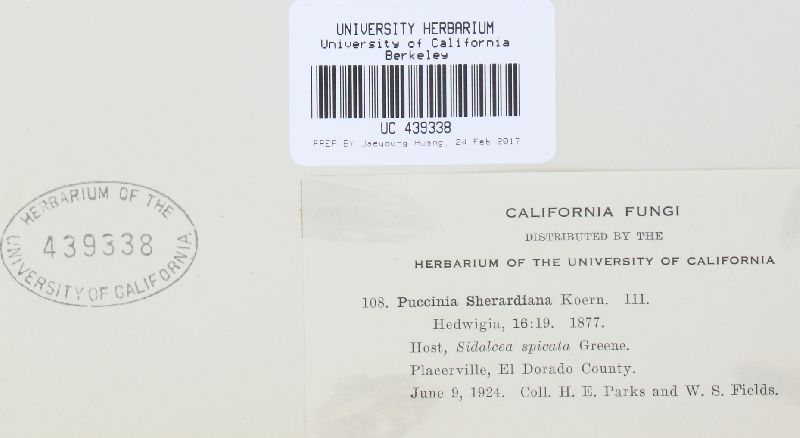 UNIVERSITY HERBARIUM
University of California
Berkeley
UC 439338
PREP BY Jaeyoung Huang, 24 Feb 2017
HERBARIUM OF THE
439338
UNIVERSITY OF CALIFORNIA
CALIFORNIA FUNGI
DISTRIBUTED BY THE
HERBARIUM OF THE UNIVERSITY OF CALIFORNIA
108. Puccinia Sherardiana Koern. III.
Hedwigia, 16:19. 1877.
Host, Sidalcea spicata Greene.
Placerville, El Dorado County.
June 9, 1924. Coll. H. E. Parks and W. S. Fields.